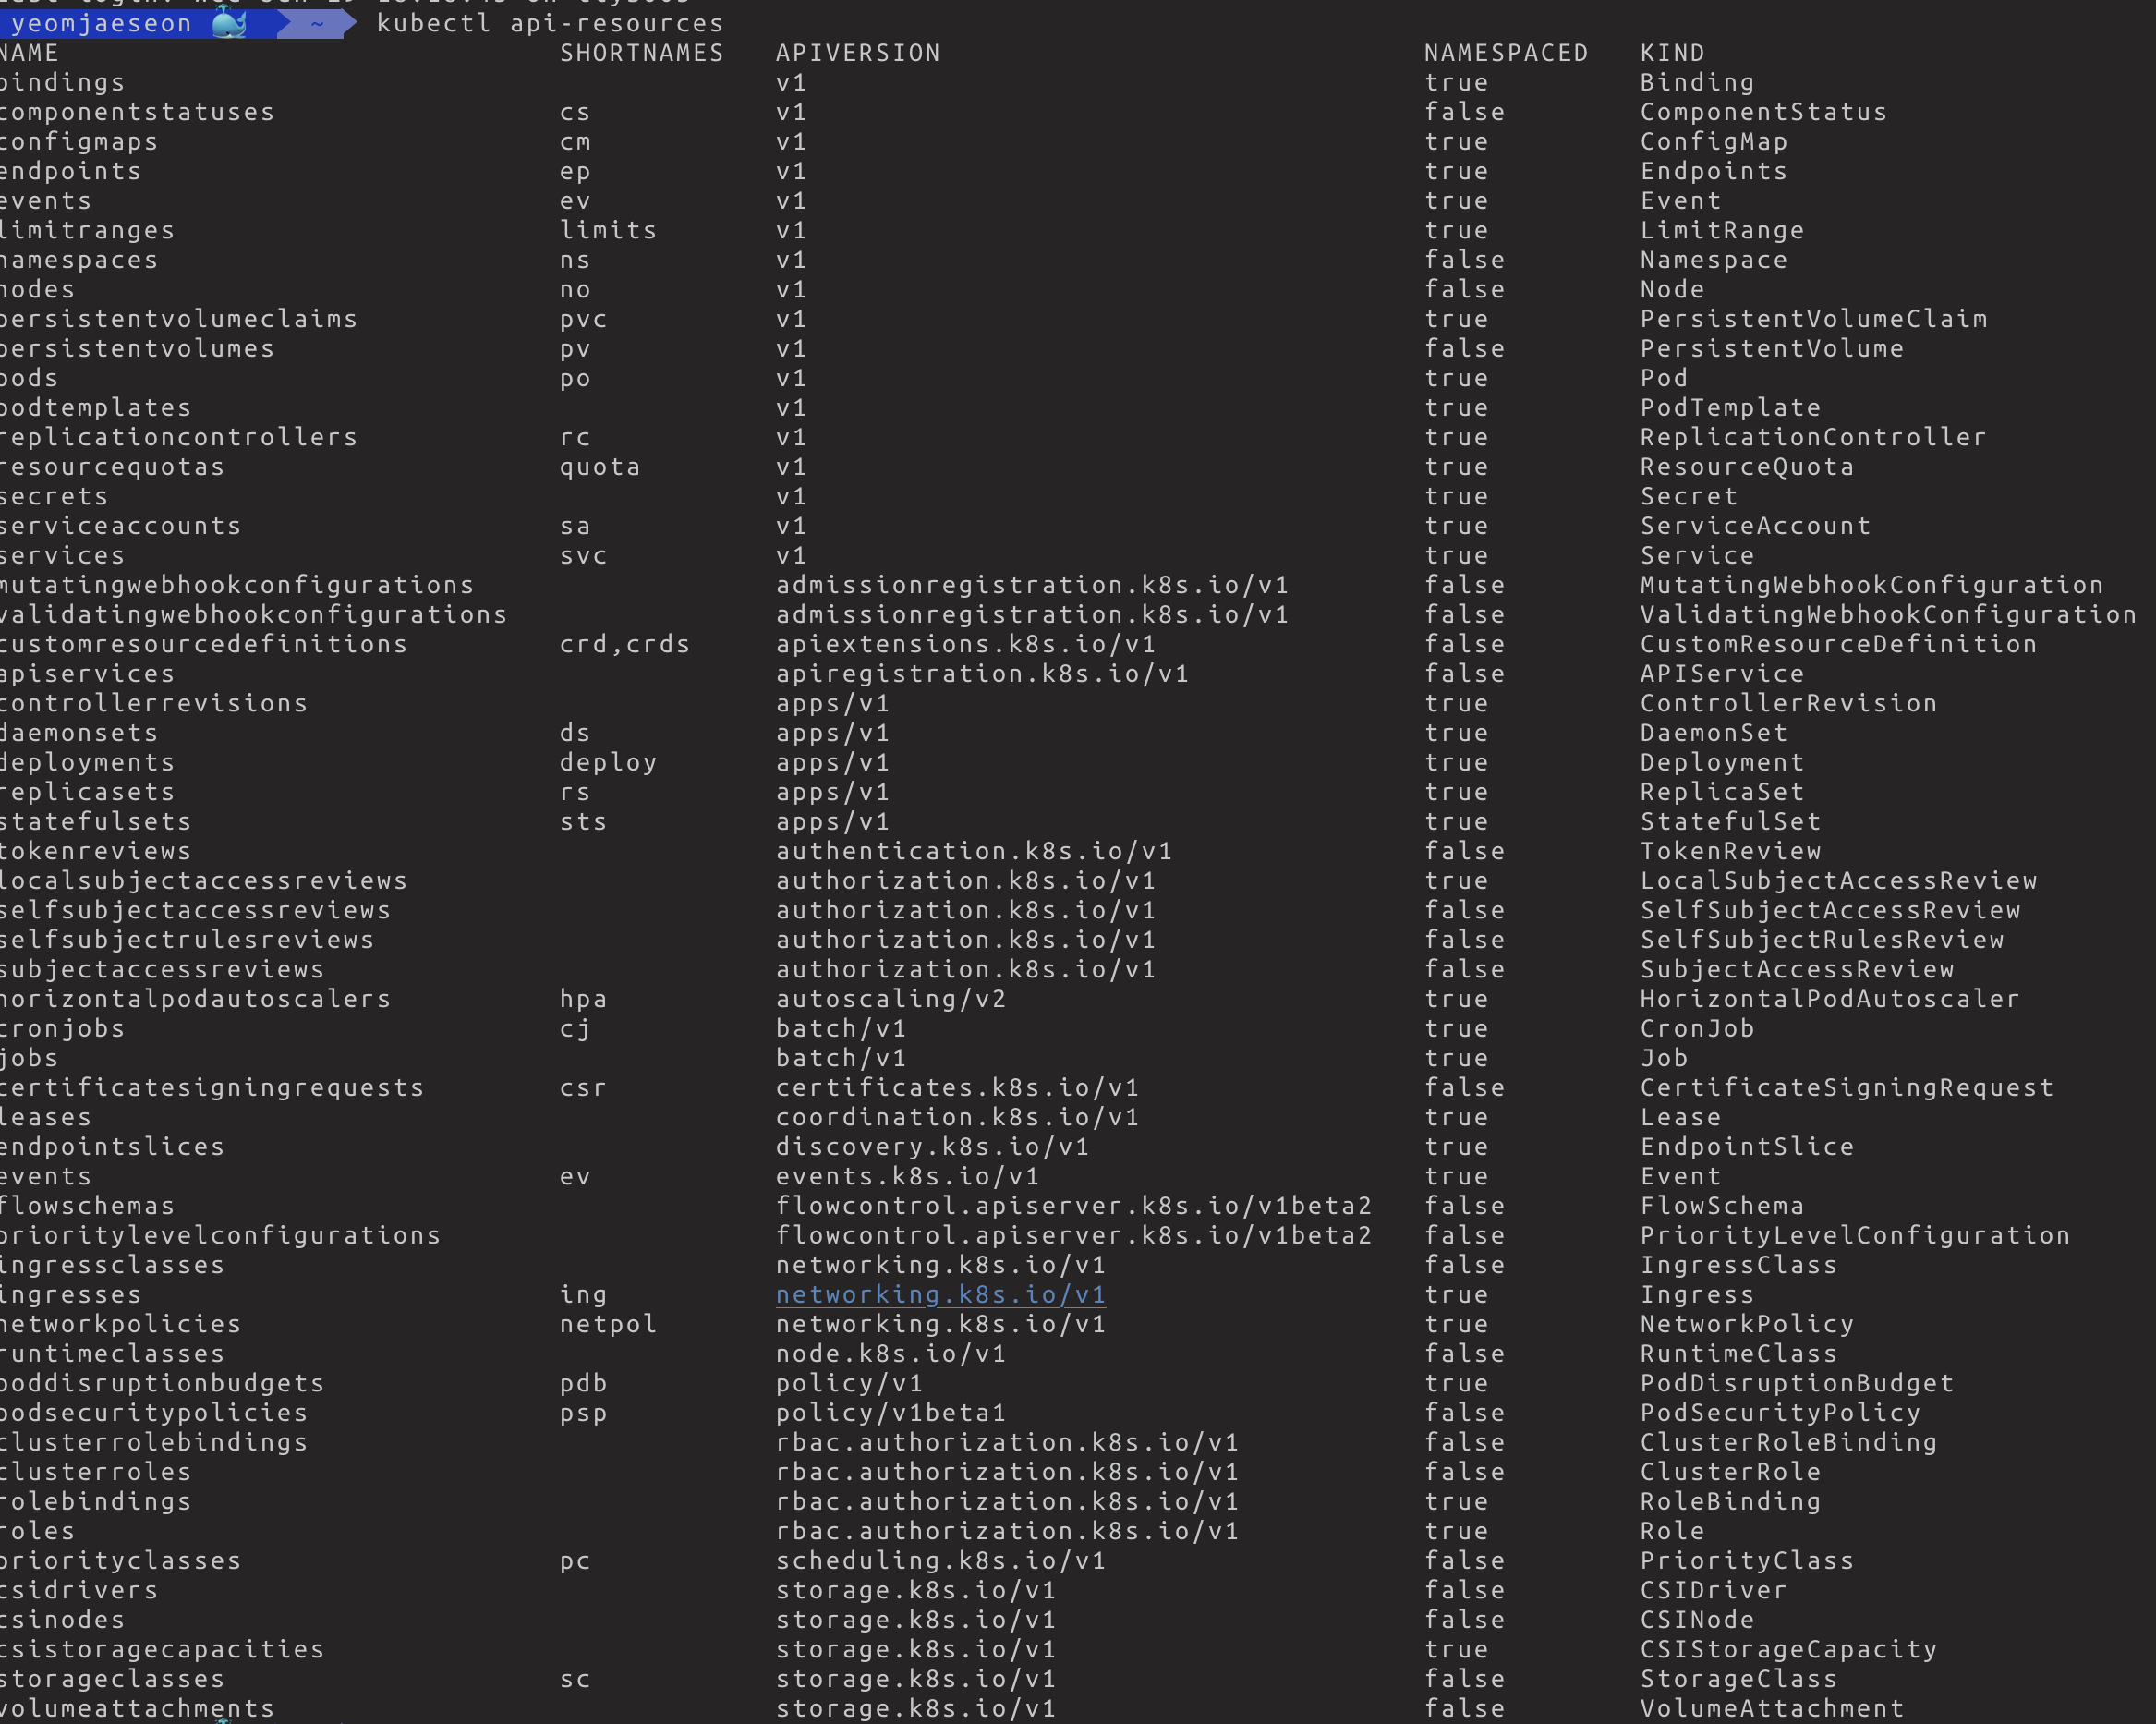 yeomjaeseon 🐳 ~ kubectl api-resources
NAME SHORTNAMES APIVERSION NAMESPACED KIND
bindings v1 true Binding
componentstatuses cs v1 false ComponentStatus
configmaps cm v1 true ConfigMap
endpoints ep v1 true Endpoints
events ev v1 true Event
limitranges limits v1 true LimitRange
namespaces ns v1 false Namespace
nodes no v1 false Node
persistentvolumeclaims pvc v1 true PersistentVolumeClaim
persistentvolumes pv v1 false PersistentVolume
pods po v1 true Pod
podtemplates v1 true PodTemplate
replicationcontrollers rc v1 true ReplicationController
resourcequotas quota v1 true ResourceQuota
secrets v1 true Secret
serviceaccounts sa v1 true ServiceAccount
services svc v1 true Service
mutatingwebhookconfigurations admissionregistration.k8s.io/v1 false MutatingWebhookConfiguration
validatingwebhookconfigurations admissionregistration.k8s.io/v1 false ValidatingWebhookConfiguration
customresourcedefinitions crd,crds apiextensions.k8s.io/v1 false CustomResourceDefinition
apiservices apiregistration.k8s.io/v1 false APIService
controllerrevisions apps/v1 true ControllerRevision
daemonsets ds apps/v1 true DaemonSet
deployments deploy apps/v1 true Deployment
replicasets rs apps/v1 true ReplicaSet
statefulsets sts apps/v1 true StatefulSet
tokenreviews authentication.k8s.io/v1 false TokenReview
localsubjectaccessreviews authorization.k8s.io/v1 true LocalSubjectAccessReview
selfsubjectaccessreviews authorization.k8s.io/v1 false SelfSubjectAccessReview
selfsubjectrulesreviews authorization.k8s.io/v1 false SelfSubjectRulesReview
subjectaccessreviews authorization.k8s.io/v1 false SubjectAccessReview
horizontalpodautoscalers hpa autoscaling/v2 true HorizontalPodAutoscaler
cronjobs cj batch/v1 true CronJob
jobs batch/v1 true Job
certificatesigningrequests csr certificates.k8s.io/v1 false CertificateSigningRequest
leases coordination.k8s.io/v1 true Lease
endpointslices discovery.k8s.io/v1 true EndpointSlice
events ev events.k8s.io/v1 true Event
flowschemas flowcontrol.apiserver.k8s.io/v1beta2 false FlowSchema
prioritylevelconfigurations flowcontrol.apiserver.k8s.io/v1beta2 false PriorityLevelConfiguration
ingressclasses networking.k8s.io/v1 false IngressClass
ingresses ing networking.k8s.io/v1 true Ingress
networkpolicies netpol networking.k8s.io/v1 true NetworkPolicy
runtimeclasses node.k8s.io/v1 false RuntimeClass
poddisruptionbudgets pdb policy/v1 true PodDisruptionBudget
podsecuritypolicies psp policy/v1beta1 false PodSecurityPolicy
clusterrolebindings rbac.authorization.k8s.io/v1 false ClusterRoleBinding
clusterroles rbac.authorization.k8s.io/v1 false ClusterRole
rolebindings rbac.authorization.k8s.io/v1 true RoleBinding
roles rbac.authorization.k8s.io/v1 true Role
priorityclasses pc scheduling.k8s.io/v1 false PriorityClass
csidrivers storage.k8s.io/v1 false CSIDriver
csinodes storage.k8s.io/v1 false CSINode
csistoragecapacities storage.k8s.io/v1 true CSIStorageCapacity
storageclasses sc storage.k8s.io/v1 false StorageClass
volumeattachments storage.k8s.io/v1 false VolumeAttachment